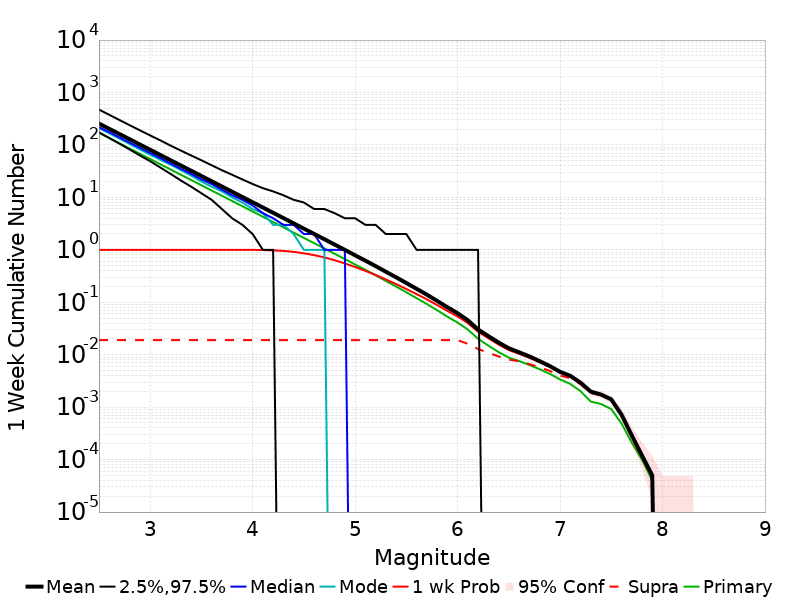 10^4
10^3
10^2
10^1
10^0
10^-1
10^-2
10^-3
10^-4
10^-5
1 Week Cumulative Number
3 4 5 6 7 8 9
Magnitude
Mean 2.5%,97.5% Median Mode 1 wk Prob 95% Conf Supra Primary